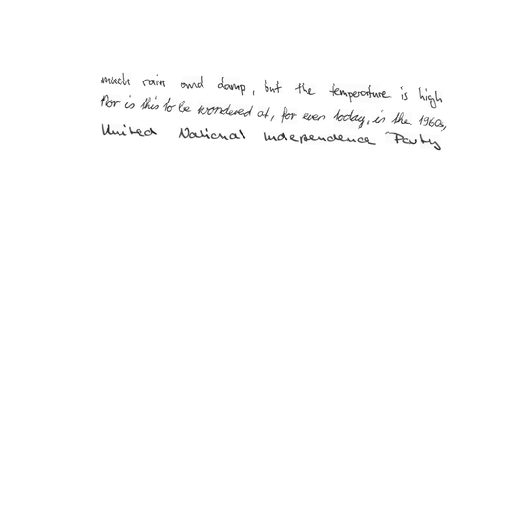 much rain and damp, but the temperature is high
Nor is this to be wondered at, for even today, in the 1960s,
United National Independence Party